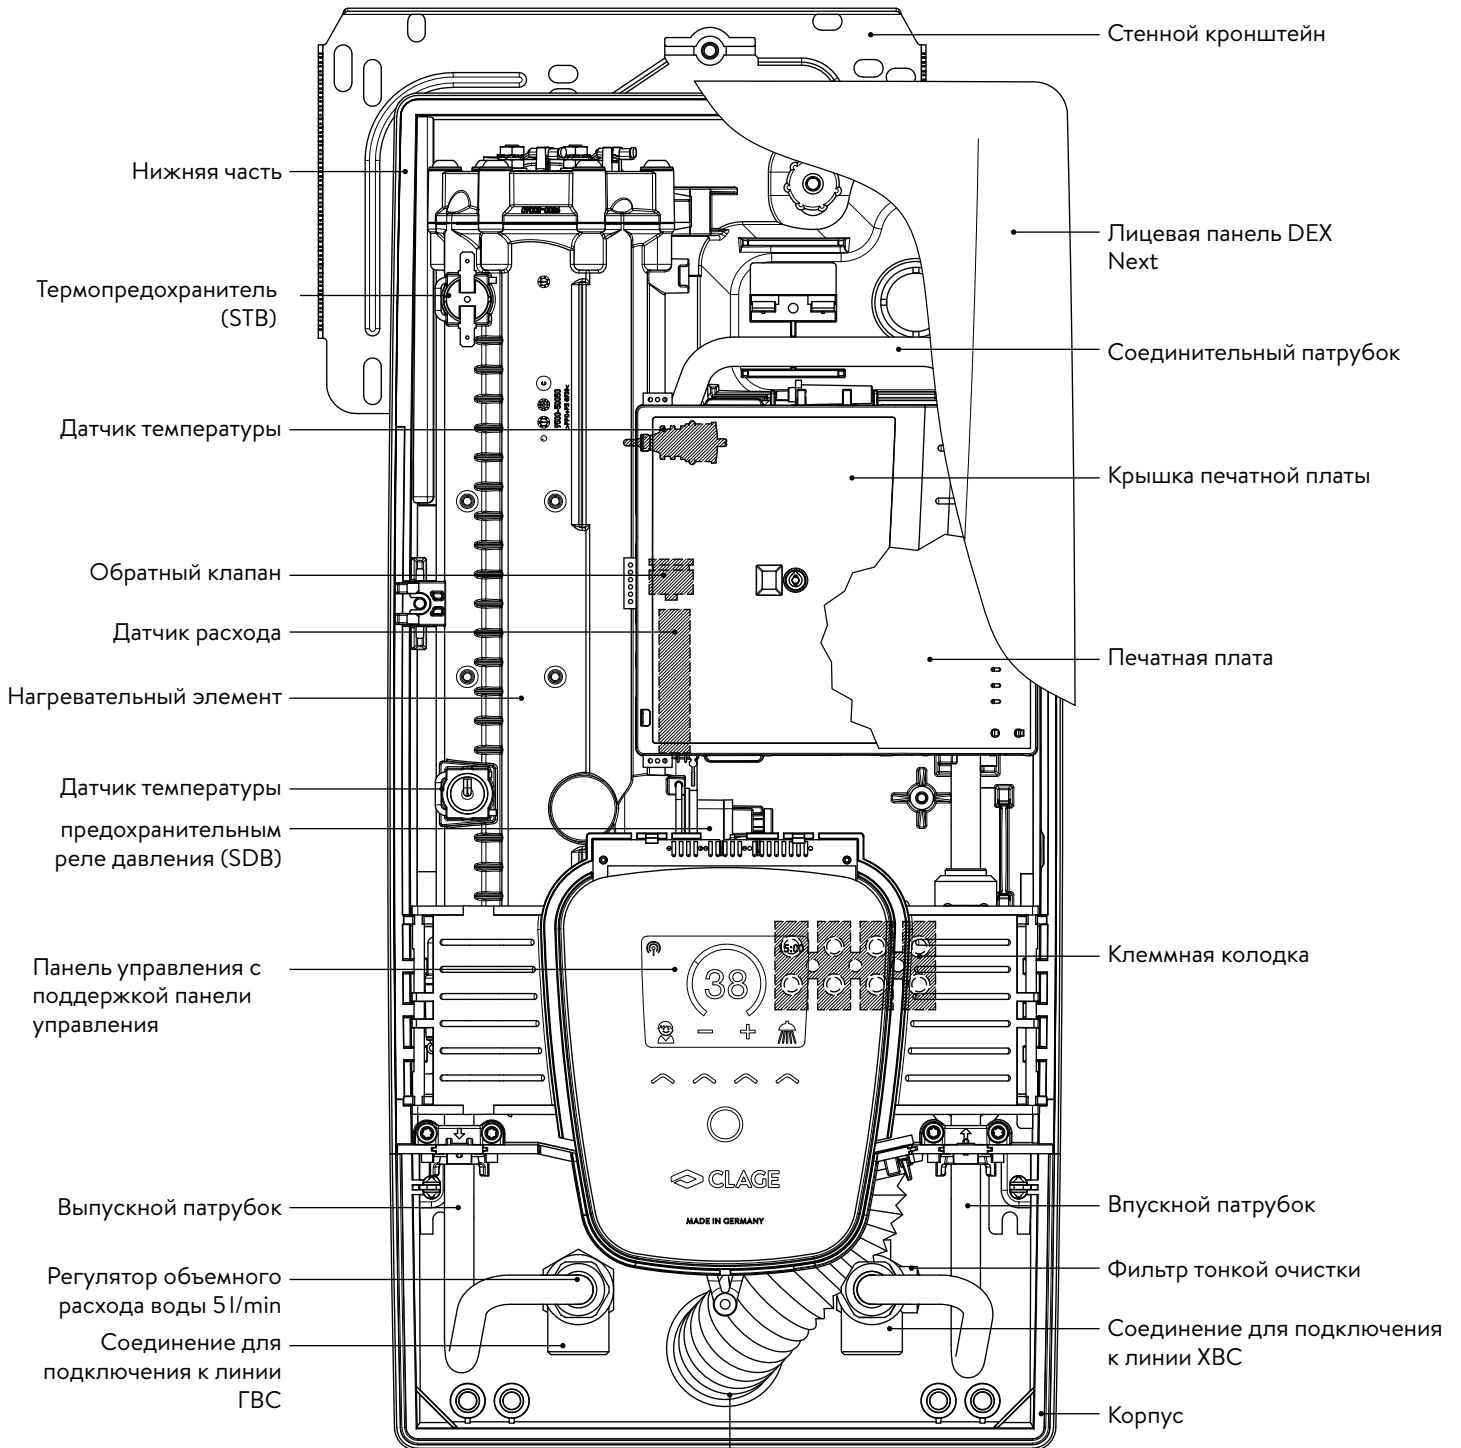 Стенной кронштейн
Нижняя часть
Лицевая панель DEX
Next
Термопредохранитель
(STB)
Соединительный патрубок
Датчик температуры
Крышка печатной платы
Обратный клапан
Датчик расхода
Печатная плата
Нагревательный элемент
Датчик температуры
предохранительным
реле давления (SDB)
15:00
38
Клеммная колодка
Панель управления с
поддержкой панели
управления
CLAGE
MADE IN GERMANY
Выпускной патрубок
Впускной патрубок
Регулятор объемного
расхода воды 5 l/min
Фильтр тонкой очистки
Соединение для
подключения к линии
ГВС
Соединение для подключения
к линии ХВС
Корпус